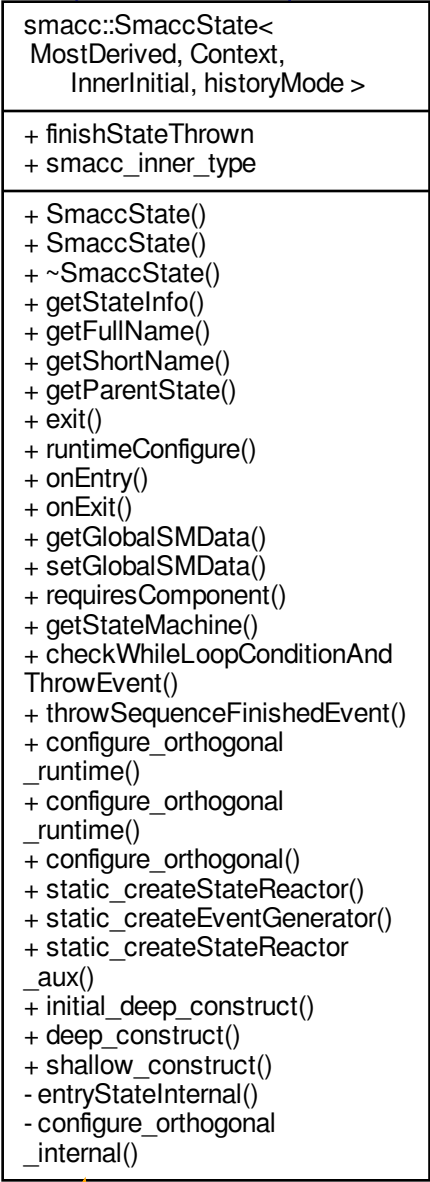 smacc::SmaccState<
MostDerived, Context,
InnerInitial, historyMode >
+ finishStateThrown
+ smacc_inner_type
+ SmaccState()
+ SmaccState()
+ ~SmaccState()
+ getStateInfo()
+ getFullName()
+ getShortName()
+ getParentState()
+ exit()
+ runtimeConfigure()
+ onEntry()
+ onExit()
+ getGlobalSMData()
+ setGlobalSMData()
+ requiresComponent()
+ getStateMachine()
+ checkWhileLoopConditionAnd
ThrowEvent()
+ throwSequenceFinishedEvent()
+ configure_orthogonal
_runtime()
+ configure_orthogonal
_runtime()
+ configure_orthogonal()
+ static_createStateReactor()
+ static_createEventGenerator()
+ static_createStateReactor
_aux()
+ initial_deep_construct()
+ deep_construct()
+ shallow_construct()
- entryStateInternal()
- configure_orthogonal
_internal()